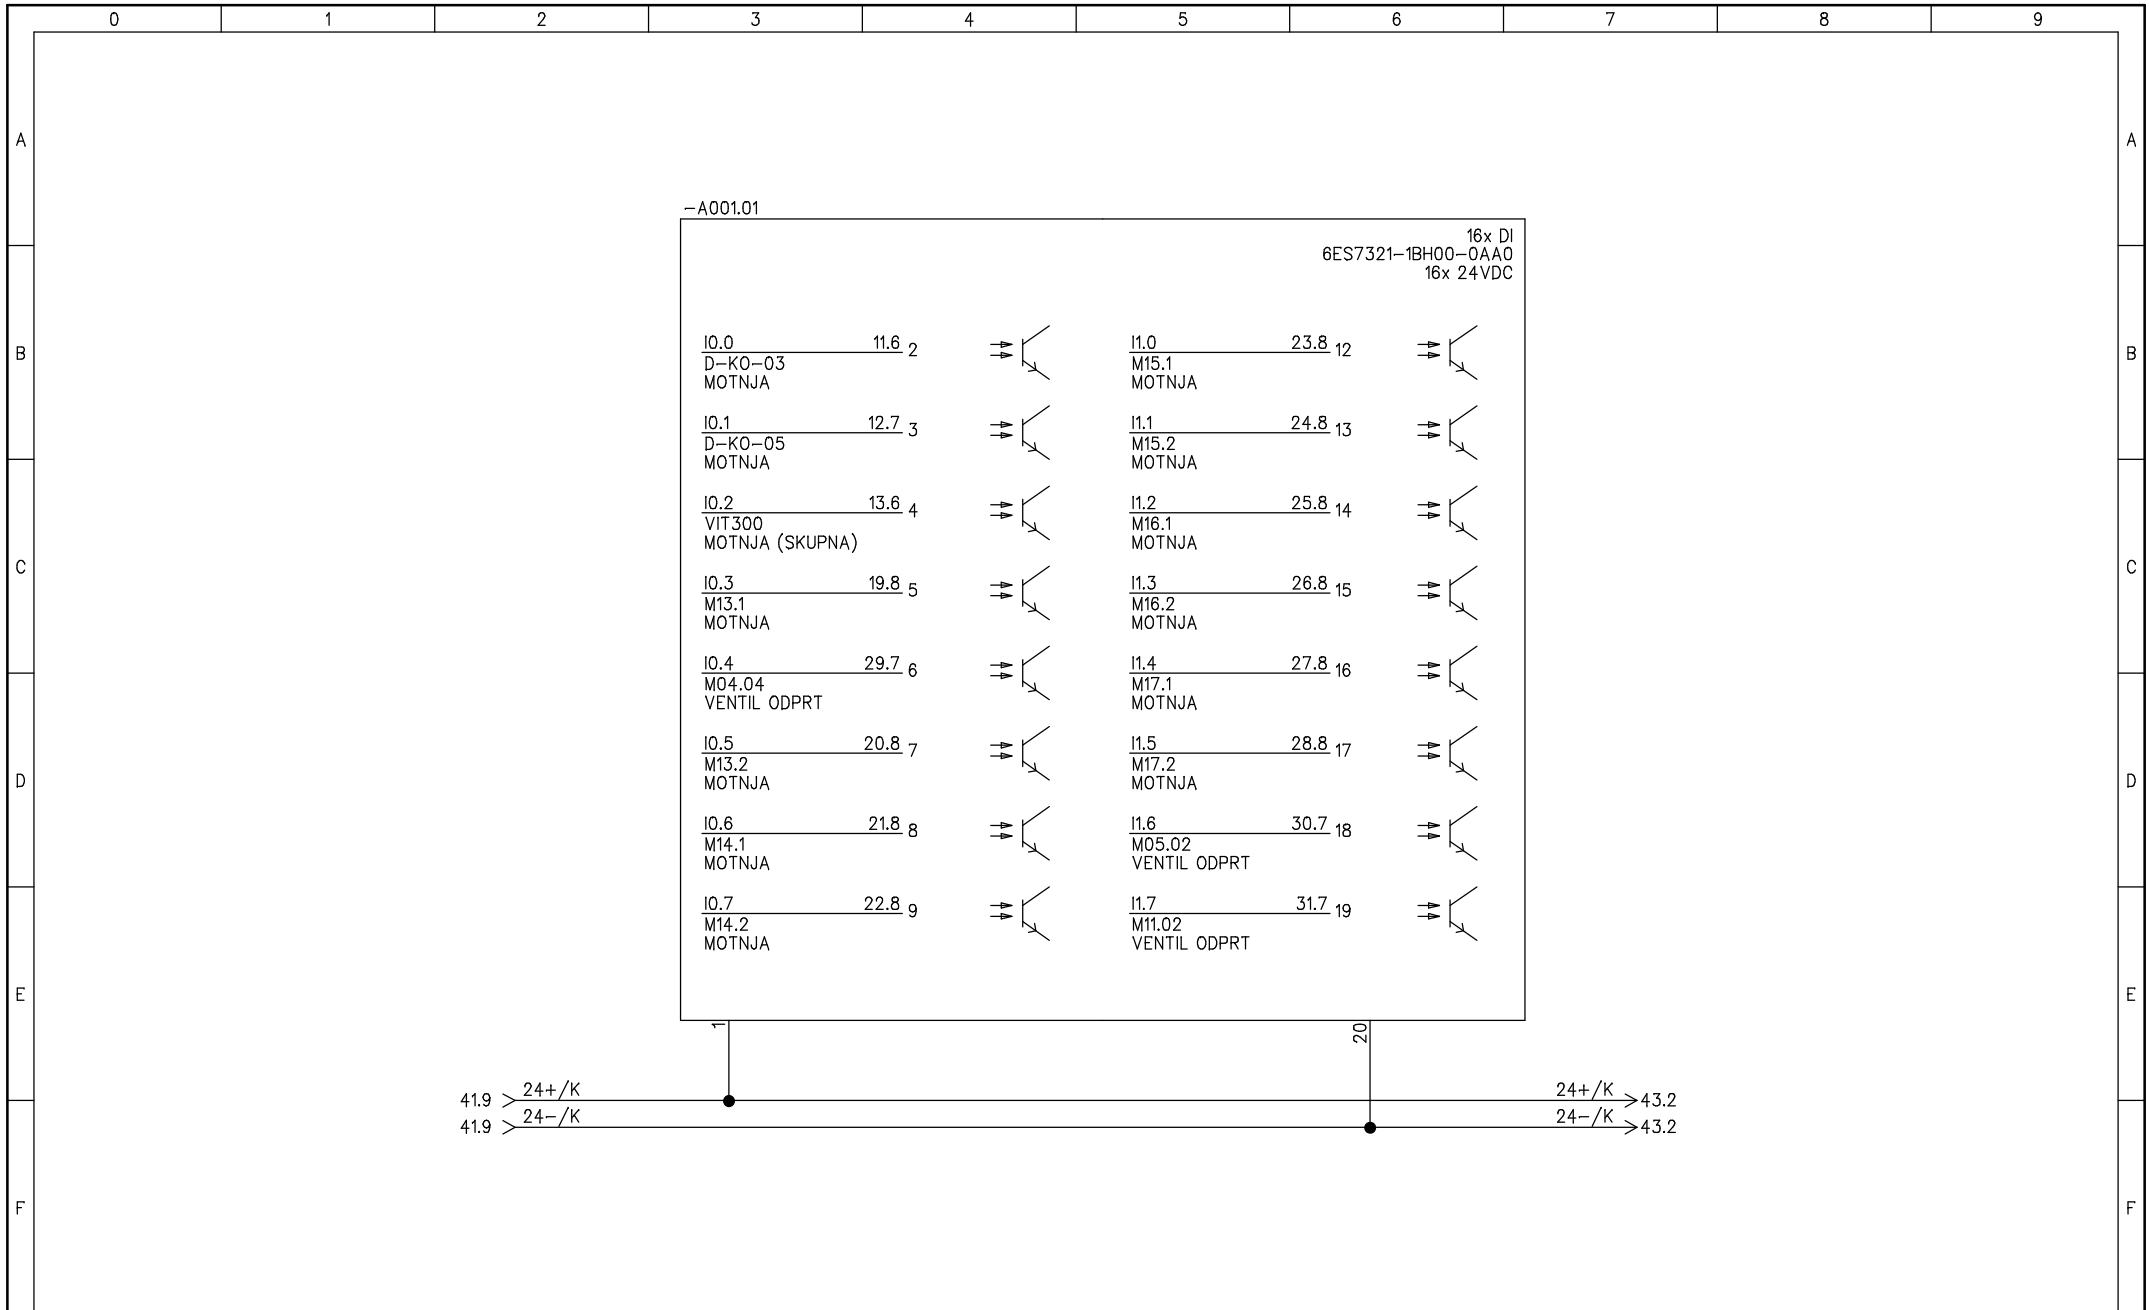 0 1 2 3 4 5 6 7 8 9
A A
-A001.01
16x DI
6ES7321-1BH00-0AA0
16x 24VDC
B B
I0.0 11.6 2
D-KO-03
MOTNJA
I0.1 12.7 3
D-KO-05
MOTNJA
I0.2 13.6 4
VIT300
MOTNJA (SKUPNA)
I0.3 19.8 5
M13.1
MOTNJA
I0.4 29.7 6
M04.04
VENTIL ODPRT
I0.5 20.8 7
M13.2
MOTNJA
I0.6 21.8 8
M14.1
MOTNJA
I0.7 22.8 9
M14.2
MOTNJA
I1.0 23.8 12
M15.1
MOTNJA
I1.1 24.8 13
M15.2
MOTNJA
I1.2 25.8 14
M16.1
MOTNJA
I1.3 26.8 15
M16.2
MOTNJA
I1.4 27.8 16
M17.1
MOTNJA
I1.5 28.8 17
M17.2
MOTNJA
I1.6 30.7 18
M05.02
VENTIL ODPRT
I1.7 31.7 19
M11.02
VENTIL ODPRT
C C
D D
E E
1 20
41.9 24+/K 24+/K 43.2
41.9 24-/K 24-/K 43.2
F F